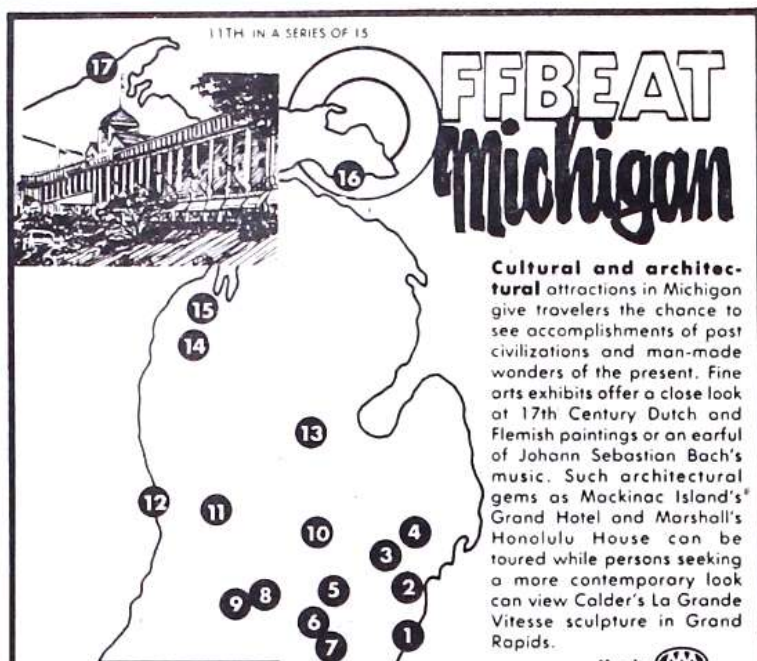 11TH IN A SERIES OF 15
OFFBEAT
Michigan
17
16
15
14
13
12
11
10
4
3
9
8
5
2
6
7
1
Cultural and architec-
tural attractions in Michigan
give travelers the chance to
see accomplishments of past
civilizations and man-made
wonders of the present. Fine
arts exhibits offer a close look
at 17th Century Dutch and
Flemish paintings or an earful
of Johann Sebastian Bach's
music. Such architectural
gems as Mackinac Island's
Grand Hotel and Marshall's
Honolulu House can be
toured while persons seeking
a more contemporary look
can view Calder's La Grande
Vitesse sculpture in Grand
Rapids.